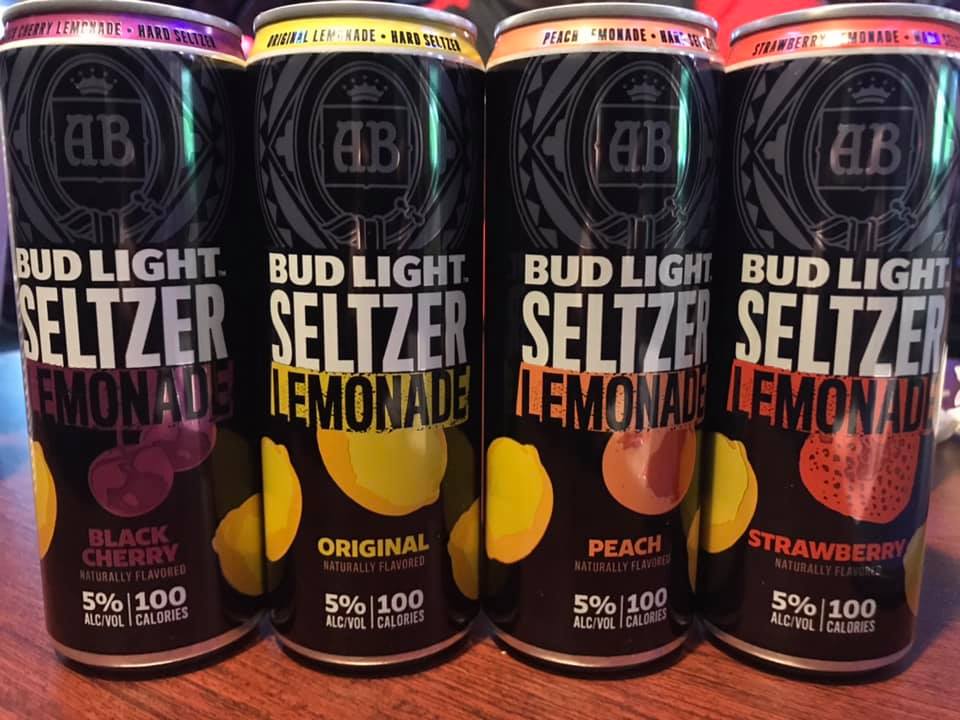 CHERRY LEMONADE • HARD SELTZER
AB
BUD LIGHT
SELTZER
LEMONADE
BLACK
CHERRY
NATURALLY FLAVORED
5% | 100
ALC/VOL | CALORIES
ORIGINAL LEMONADE • HARD SELTZER
AB
BUD LIGHT
SELTZER
LEMONADE
ORIGINAL
NATURALLY FLAVORED
5% | 100
ALC/VOL | CALORIES
PEACH LEMONADE • HARD SELTZER
AB
BUD LIGHT
SELTZER
LEMONADE
PEACH
NATURALLY FLAVORED
5% | 100
ALC/VOL | CALORIES
STRAWBERRY LEMONADE •
AB
BUD LIGHT
SELTZER
LEMONADE
STRAWBERRY
NATURALLY FLAVORED
5% | 100
ALC/VOL | CALORIES